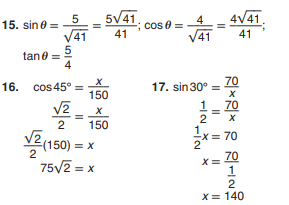 15. sin θ = 5/√41 = 5√41/41; cos θ = 4/√41 = 4√41/41;
tan θ = 5/4
16. cos 45° = x/150
√2/2 = x/150
√2/2(150) = x
75√2 = x
17. sin 30° = 70/x
1/2 = 70/x
1/2x = 70
x = 70/(1/2)
x = 140